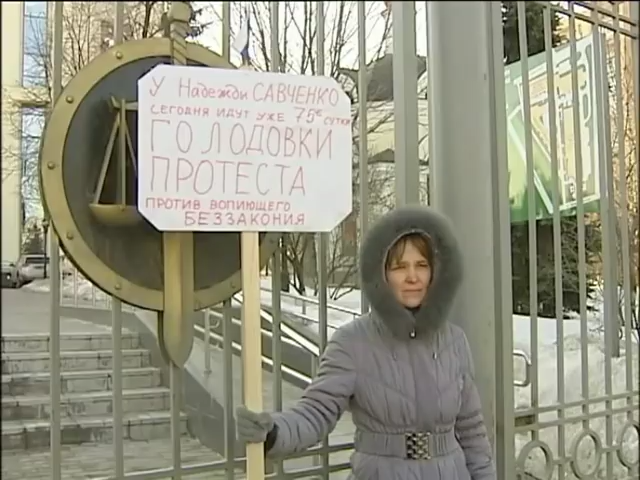 У Надежды САВЧЕНКО
СЕГОДНЯ ИДУТ УЖЕ 75е СУТКИ
ГОЛОДОВКИ
ПРОТЕСТА
ПРОТИВ ВОПИЮЩЕГО
БЕЗЗАКОНИЯ